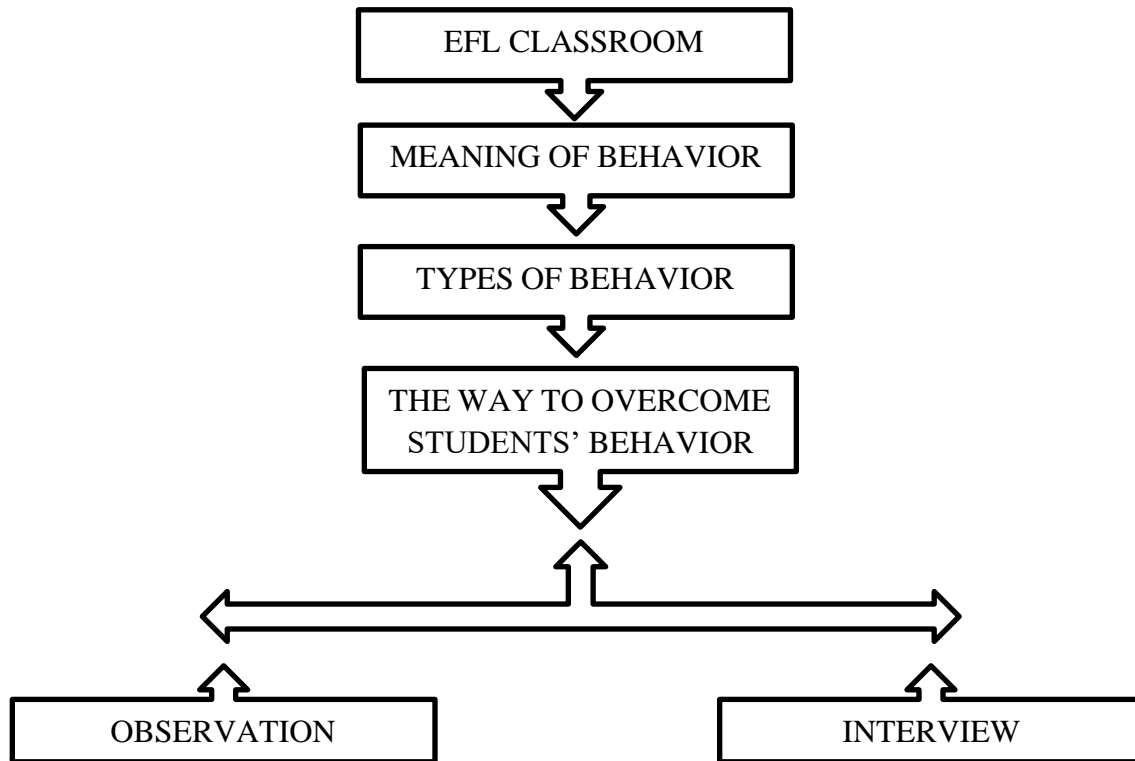 EFL CLASSROOM
MEANING OF BEHAVIOR
TYPES OF BEHAVIOR
THE WAY TO OVERCOME
STUDENTS’ BEHAVIOR
OBSERVATION
INTERVIEW